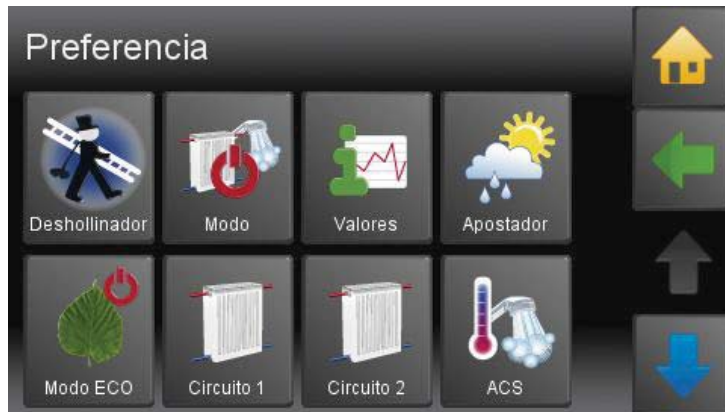 Preferencia
Deshollinador
Modo
Valores
Apostador
Modo ECO
Circuito 1
Circuito 2
ACS